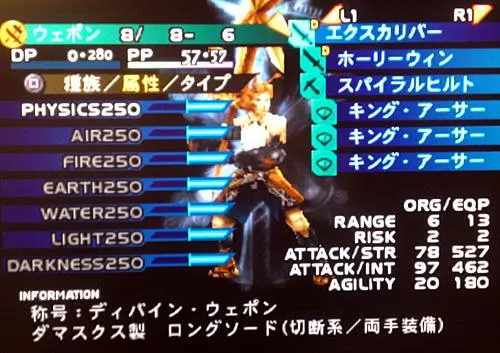 L1 R1
ウェポン 8/ 8- 6
DP 0・280 PP 57・57
種族／属性／タイプ
PHYSICS250
AIR250
FIRE250
EARTH250
WATER250
LIGHT250
DARKNESS250
エクスカリバー
ホーリーウィン
スパイラルヒルト
キング・アーサー
キング・アーサー
キング・アーサー
ORG/EQP
RANGE 6 13
RISK 2 2
ATTACK/STR 78 527
ATTACK/INT 97 462
AGILITY 20 180
INFORMATION
称号：ディバイン・ウェポン
ダマスクス製 ロングソード(切断系／両手装備)